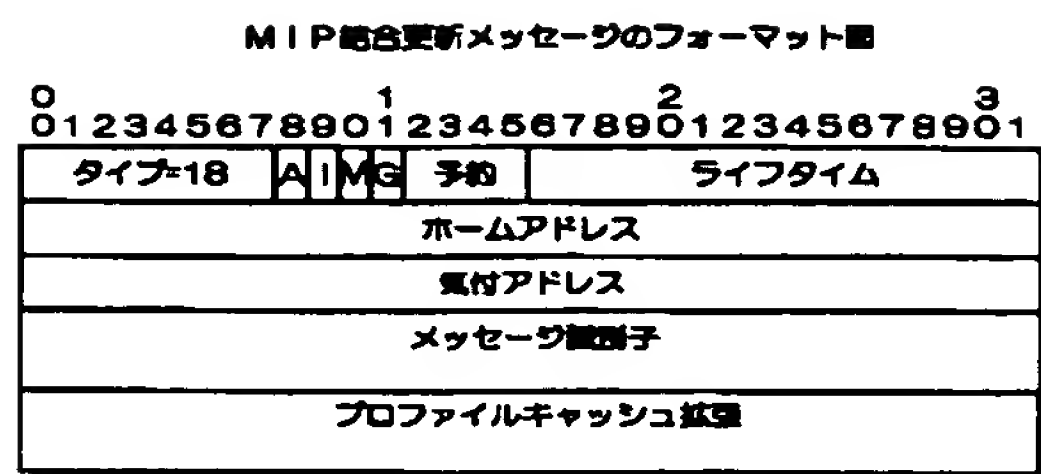 MIP結合更新メッセージのフォーマット図
0 1 2 3
01234567890123456789012345678901
タイプ=18 A I M G 予約 ライフタイム
ホームアドレス
気付アドレス
メッセージ識別子
プロファイルキャッシュ拡張